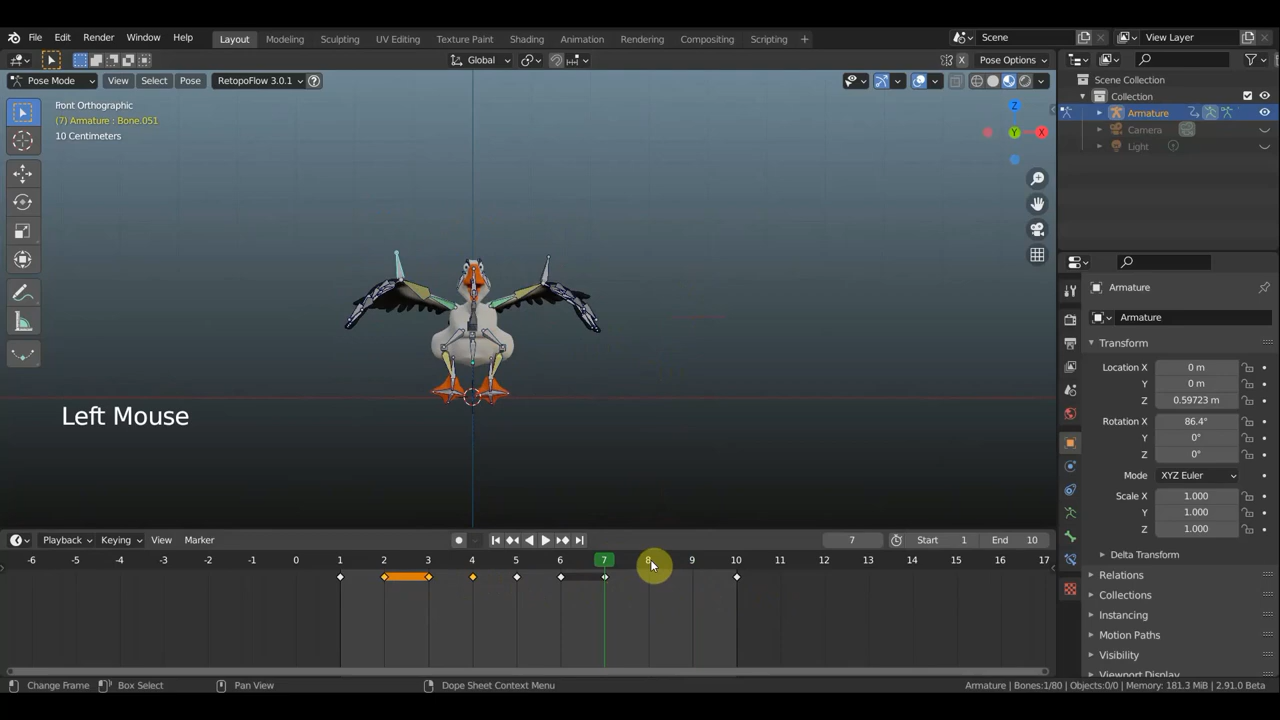 File Edit Render Window Help Layout Modeling Sculpting UV Editing Texture Paint Shading Animation Rendering Compositing Scripting + Scene View Layer
Global Pose Options
Pose Mode View Select Pose RetopoFlow 3.0.1 ?
Scene Collection
Collection
Armature
Camera
Light
Front Orthographic
(7) Armature : Bone.051
10 Centimeters
Z
Y
X
Left Mouse
Armature
Armature
Transform
Location X 0 m
Y 0 m
Z 0.59723 m
Rotation X 86.4°
Y 0°
Z 0°
Mode XYZ Euler
Scale X 1.000
Y 1.000
Z 1.000
Delta Transform
Relations
Collections
Instancing
Motion Paths
Visibility
Viewport Display
Playback Keying View Marker 7 Start 1 End 10
-6 -5 -4 -3 -2 -1 0 1 2 3 4 5 6 7 8 9 10 11 12 13 14 15 16 17
Change Frame Box Select Pan View Dope Sheet Context Menu Armature | Bones:1/80 | Objects:0/0 | Memory: 181.3 MiB | 2.91.0 Beta